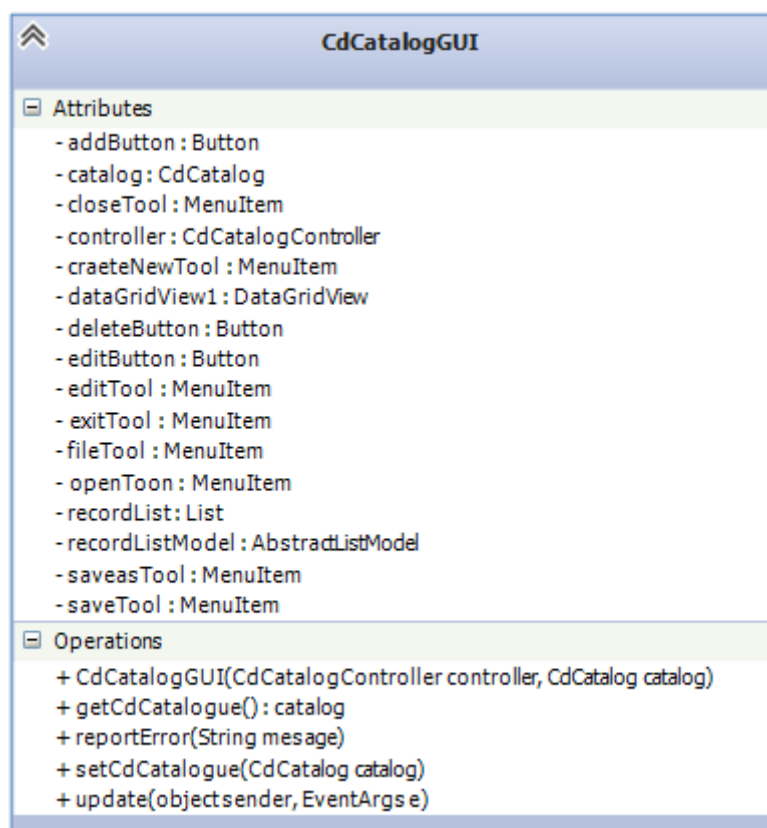 CdCatalogGUI
Attributes
- addButton : Button
- catalog : CdCatalog
- closeTool : MenuItem
- controller : CdCatalogController
- craeteNewTool : MenuItem
- dataGridView1 : DataGridView
- deleteButton : Button
- editButton : Button
- editTool : MenuItem
- exitTool : MenuItem
- fileTool : MenuItem
- openToon : MenuItem
- recordList : List
- recordListModel : AbstractListModel
- saveasTool : MenuItem
- saveTool : MenuItem
Operations
+ CdCatalogGUI(CdCatalogController controller, CdCatalog catalog)
+ getCdCatalogue() : catalog
+ reportError(String mesage)
+ setCdCatalogue(CdCatalog catalog)
+ update(object sender, EventArgs e)